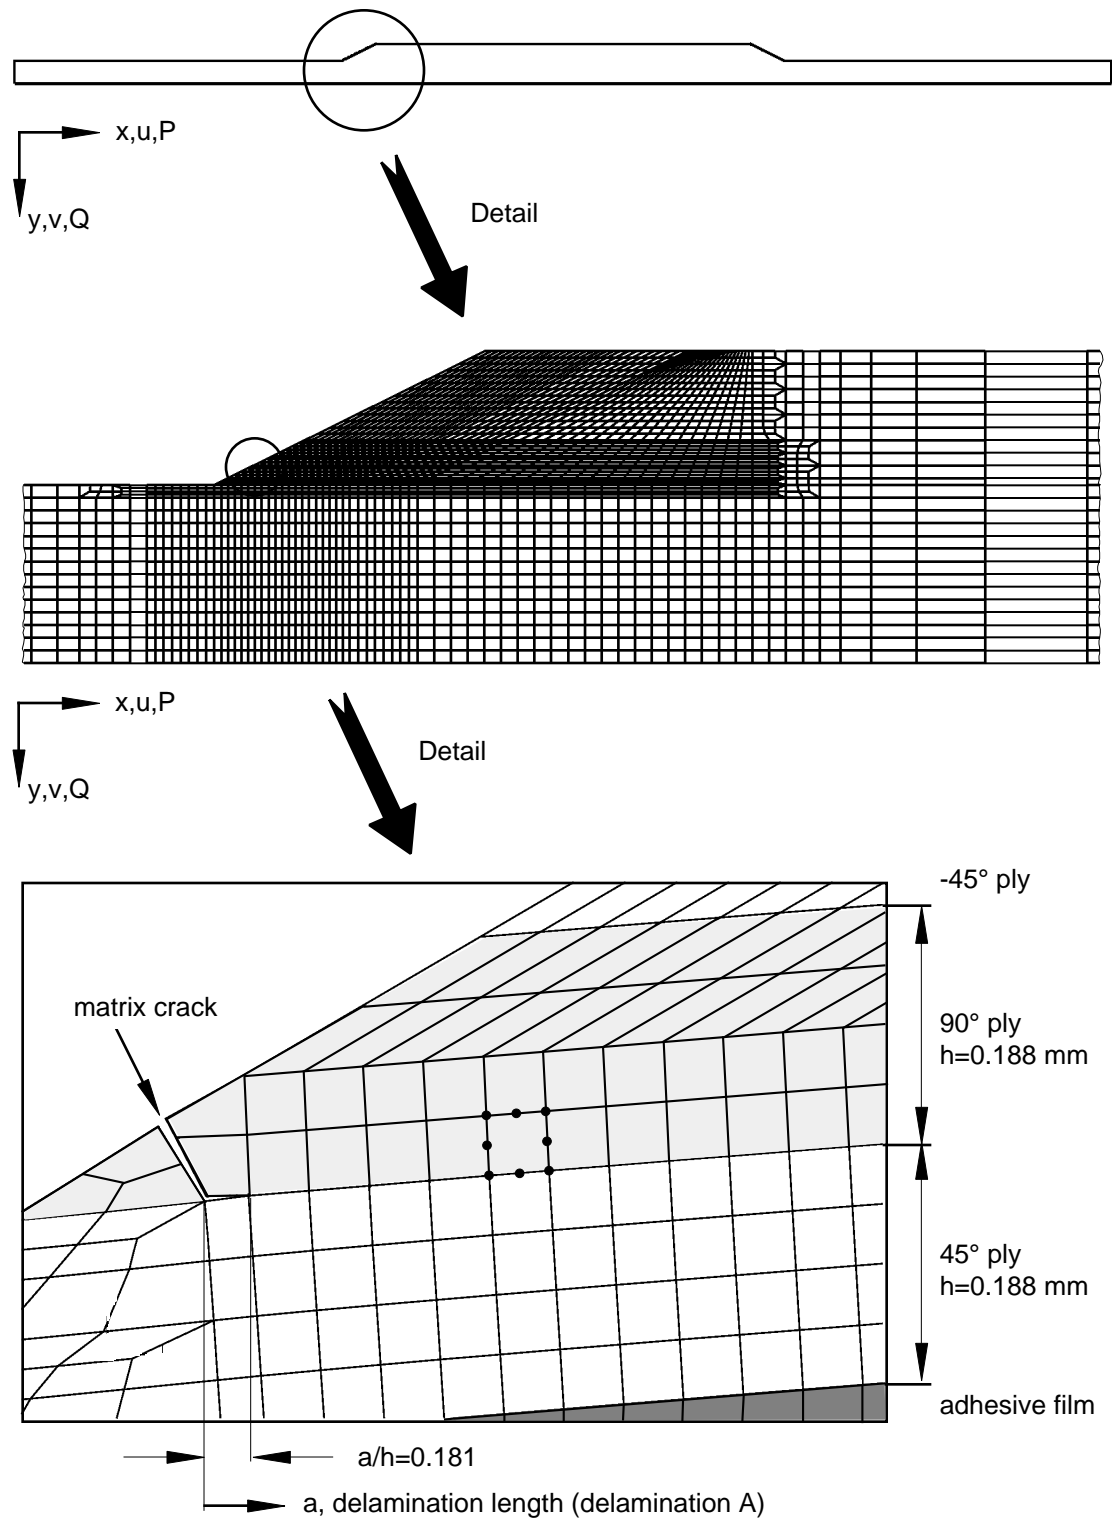 x,u,P
y,v,Q
Detail
x,u,P
y,v,Q
Detail
-45° ply
matrix crack
90° ply
h=0.188 mm
45° ply
h=0.188 mm
adhesive film
a/h=0.181
a, delamination length (delamination A)